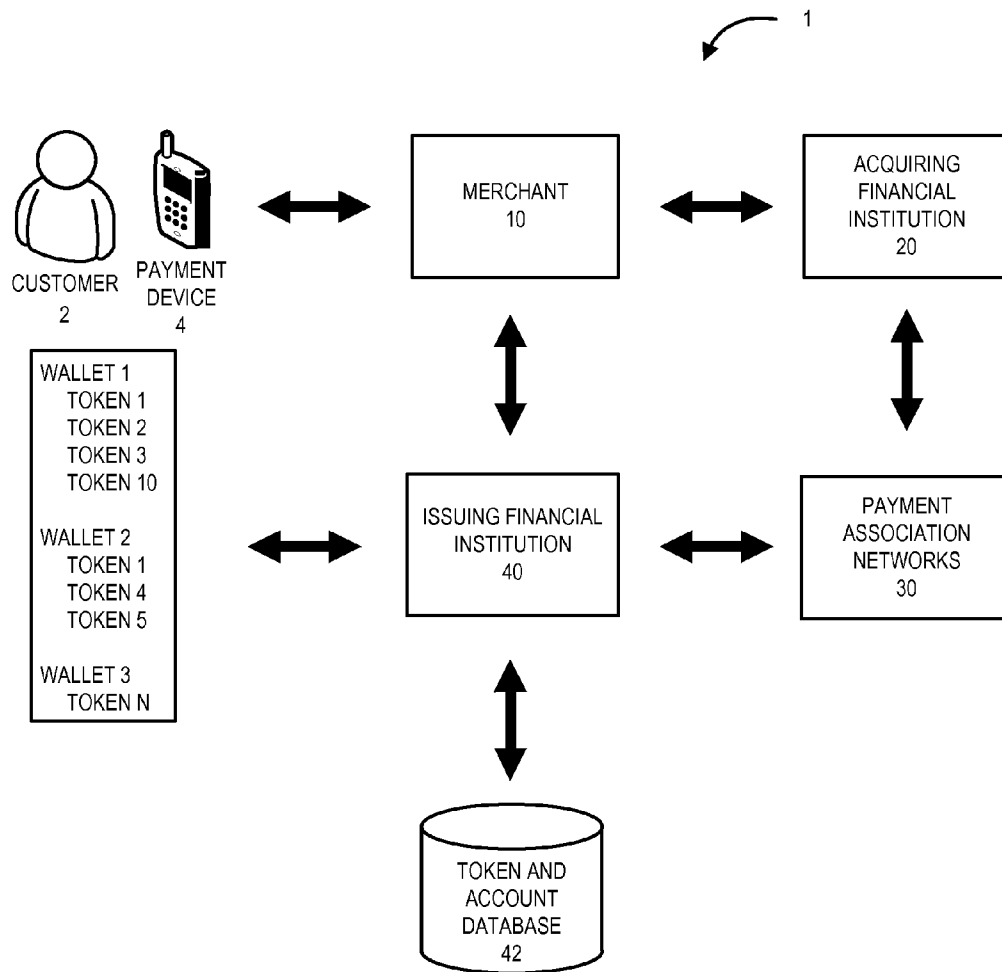 1
MERCHANT
10
ACQUIRING
FINANCIAL
INSTITUTION
20
CUSTOMER
2
PAYMENT
DEVICE
4
WALLET 1
TOKEN 1
TOKEN 2
TOKEN 3
TOKEN 10
WALLET 2
TOKEN 1
TOKEN 4
TOKEN 5
WALLET 3
TOKEN N
ISSUING FINANCIAL
INSTITUTION
40
PAYMENT
ASSOCIATION
NETWORKS
30
TOKEN AND
ACCOUNT
DATABASE
42